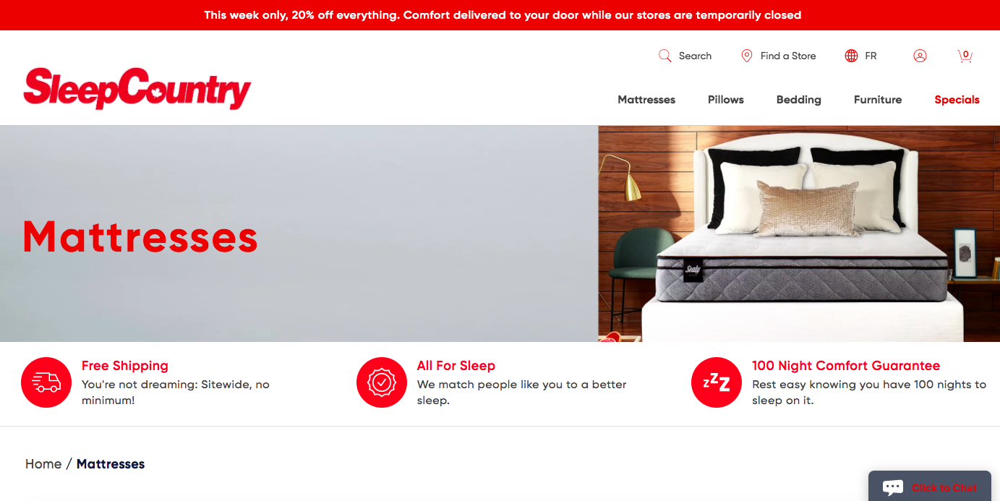 This week only, 20% off everything. Comfort delivered to your door while our stores are temporarily closed
Search
Find a Store
FR
0
SleepCountry
Mattresses
Pillows
Bedding
Furniture
Specials
Mattresses
Sealy
Free Shipping
You're not dreaming: Sitewide, no
minimum!
All For Sleep
We match people like you to a better
sleep.
zzZ
100 Night Comfort Guarantee
Rest easy knowing you have 100 nights to
sleep on it.
Home / Mattresses
Click to Chat